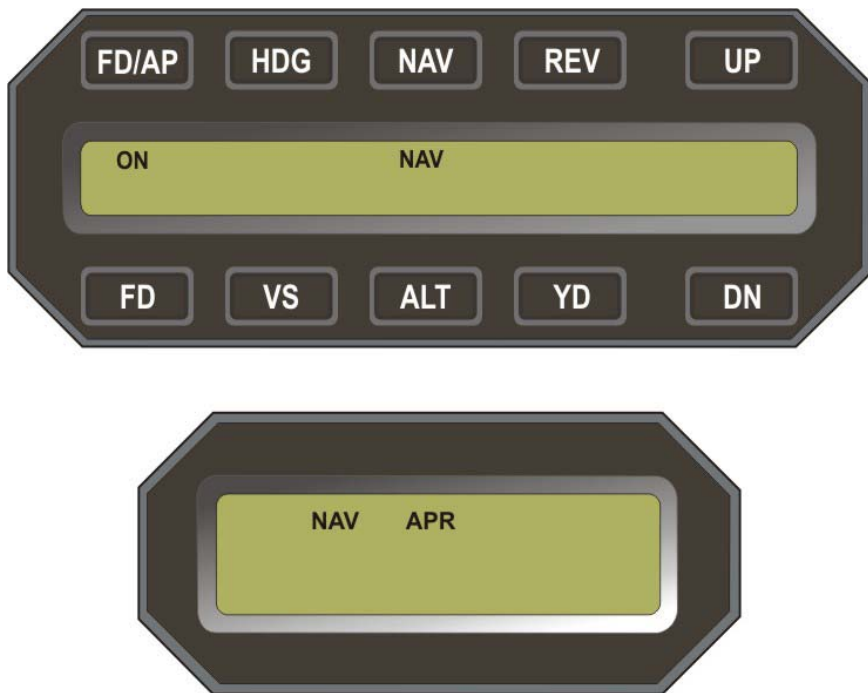 FD/AP HDG NAV REV UP
ON NAV
FD VS ALT YD DN
NAV APR